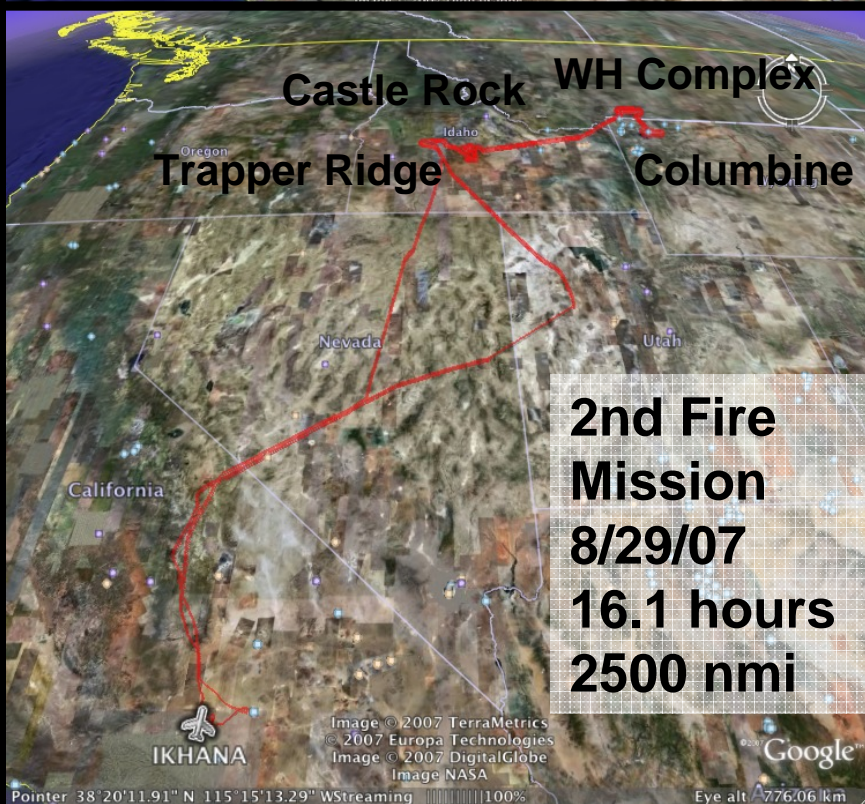 Castle Rock
WH Complex
Idaho
Oregon
Trapper Ridge
Columbine
Nevada
Utah
2nd Fire
Mission
8/29/07
16.1 hours
2500 nmi
California
IKHANA
Image © 2007 TerraMetrics
© 2007 Europa Technologies
Image © 2007 DigitalGlobe
Image NASA
Google
Pointer 38°20'11.91" N 115°15'13.29" W
Streaming ||||||||| 100%
Eye alt 776.06 km